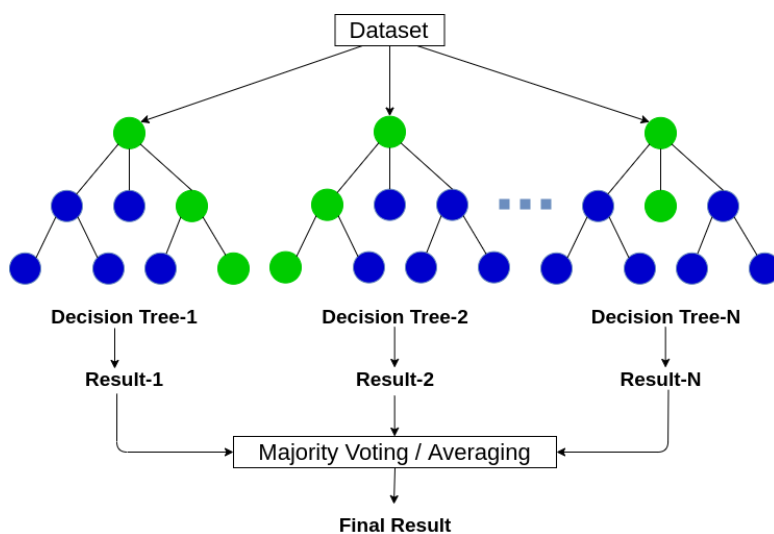 Dataset
Decision Tree-1
Decision Tree-2
Decision Tree-N
Result-1
Result-2
Result-N
Majority Voting / Averaging
Final Result